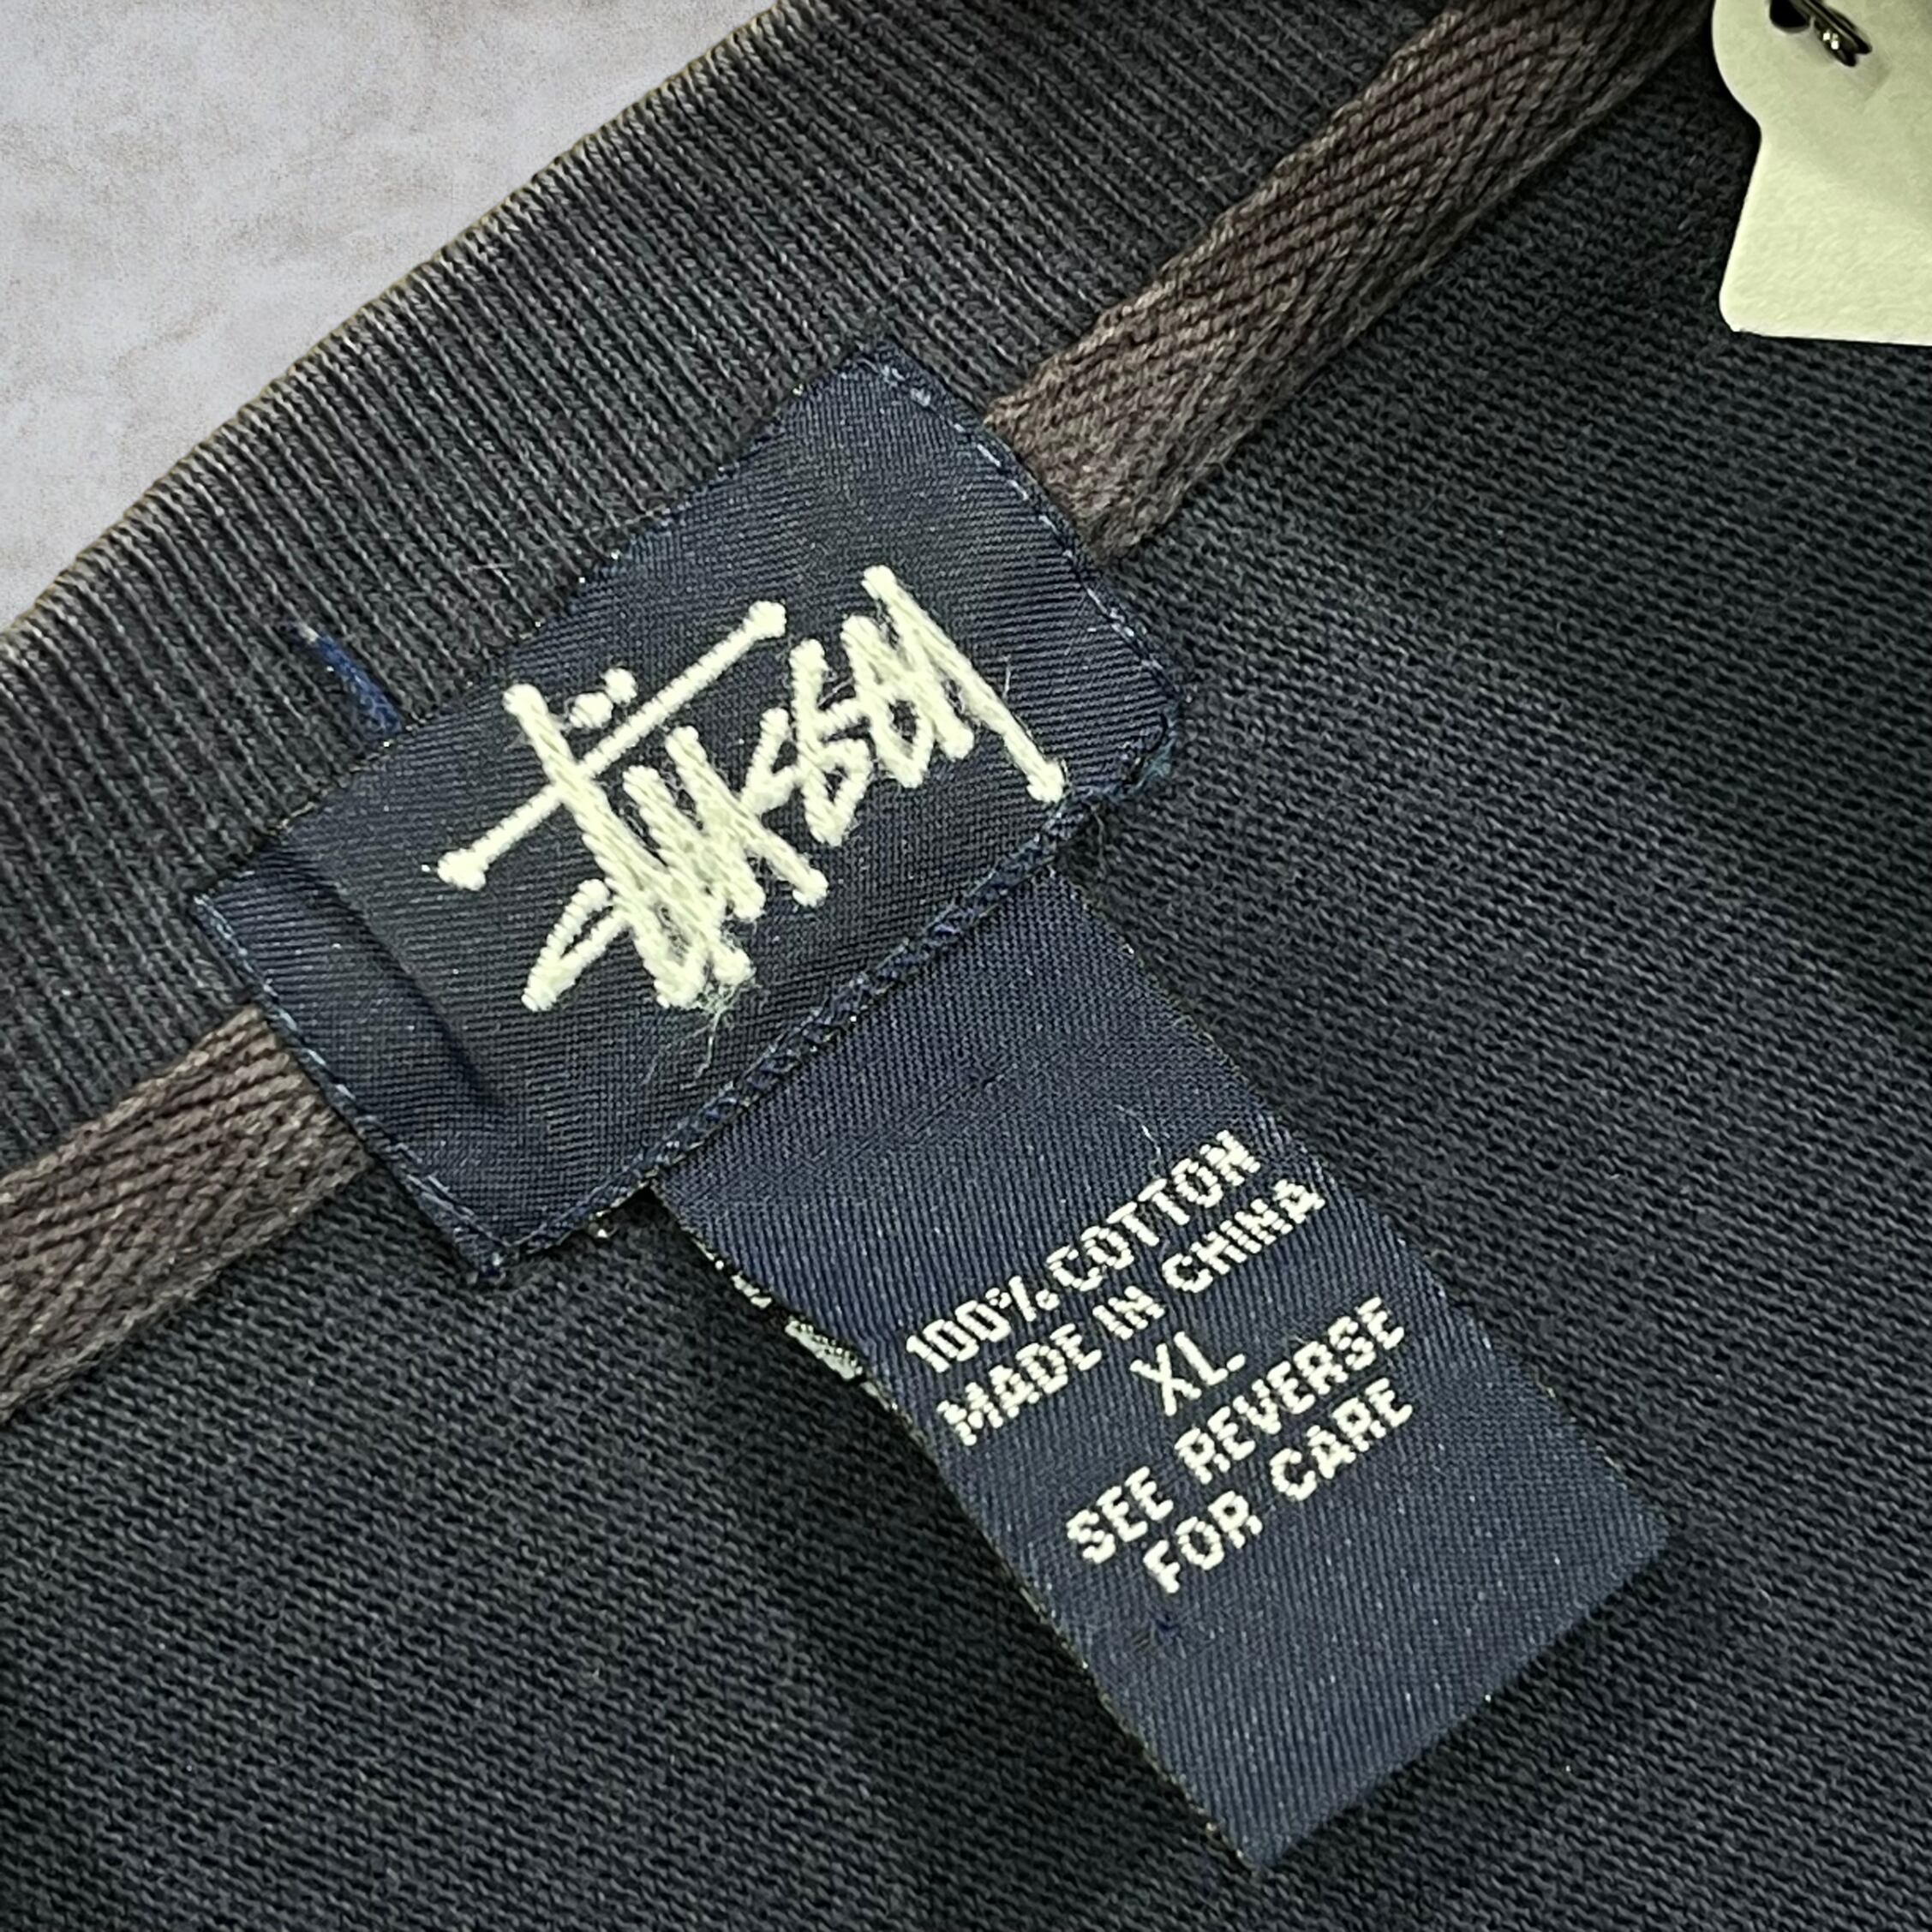 Stüssy
100% COTTON
MADE IN CHINA
XL
SEE REVERSE
FOR CARE